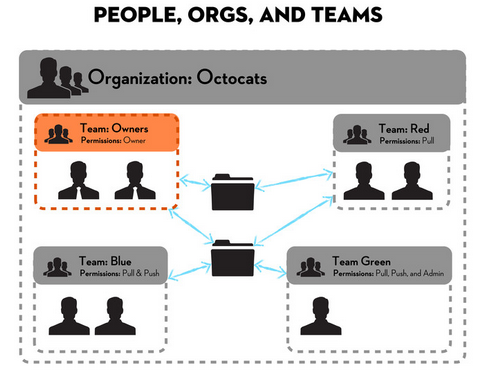 PEOPLE, ORGS, AND TEAMS
Organization: Octocats
Team: Owners
Permissions: Owner
Team: Red
Permissions: Pull
Team: Blue
Permissions: Pull & Push
Team Green
Permissions: Pull, Push, and Admin